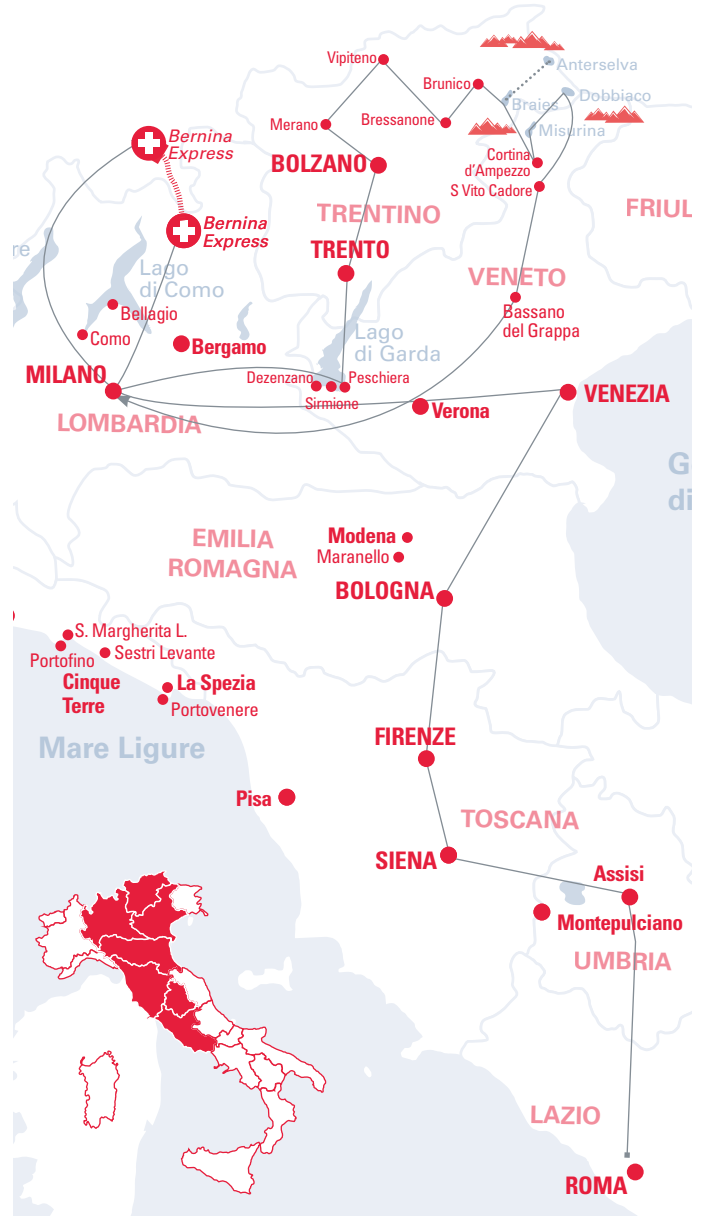 Vipiteno
Anterselva
Brunico
Dobbiaco
Braies
Merano
Bressanone
Misurina
Bernina
Express
BOLZANO
Cortina
d'Ampezzo
S Vito Cadore
TRENTINO
FRIUL
Bernina
Express
re
TRENTO
Lago
di Como
VENETO
Bellagio
Bassano
del Grappa
Como
Bergamo
Lago
di Garda
MILANO
Dezenzano
Peschiera
Sirmione
VENEZIA
Verona
LOMBARDIA
G
di
EMILIA
ROMAGNA
Modena
Maranello
BOLOGNA
S. Margherita L.
Portofino
Sestri Levante
Cinque
Terre
La Spezia
Portovenere
Mare Ligure
FIRENZE
Pisa
TOSCANA
SIENA
Assisi
Montepulciano
UMBRIA
LAZIO
ROMA